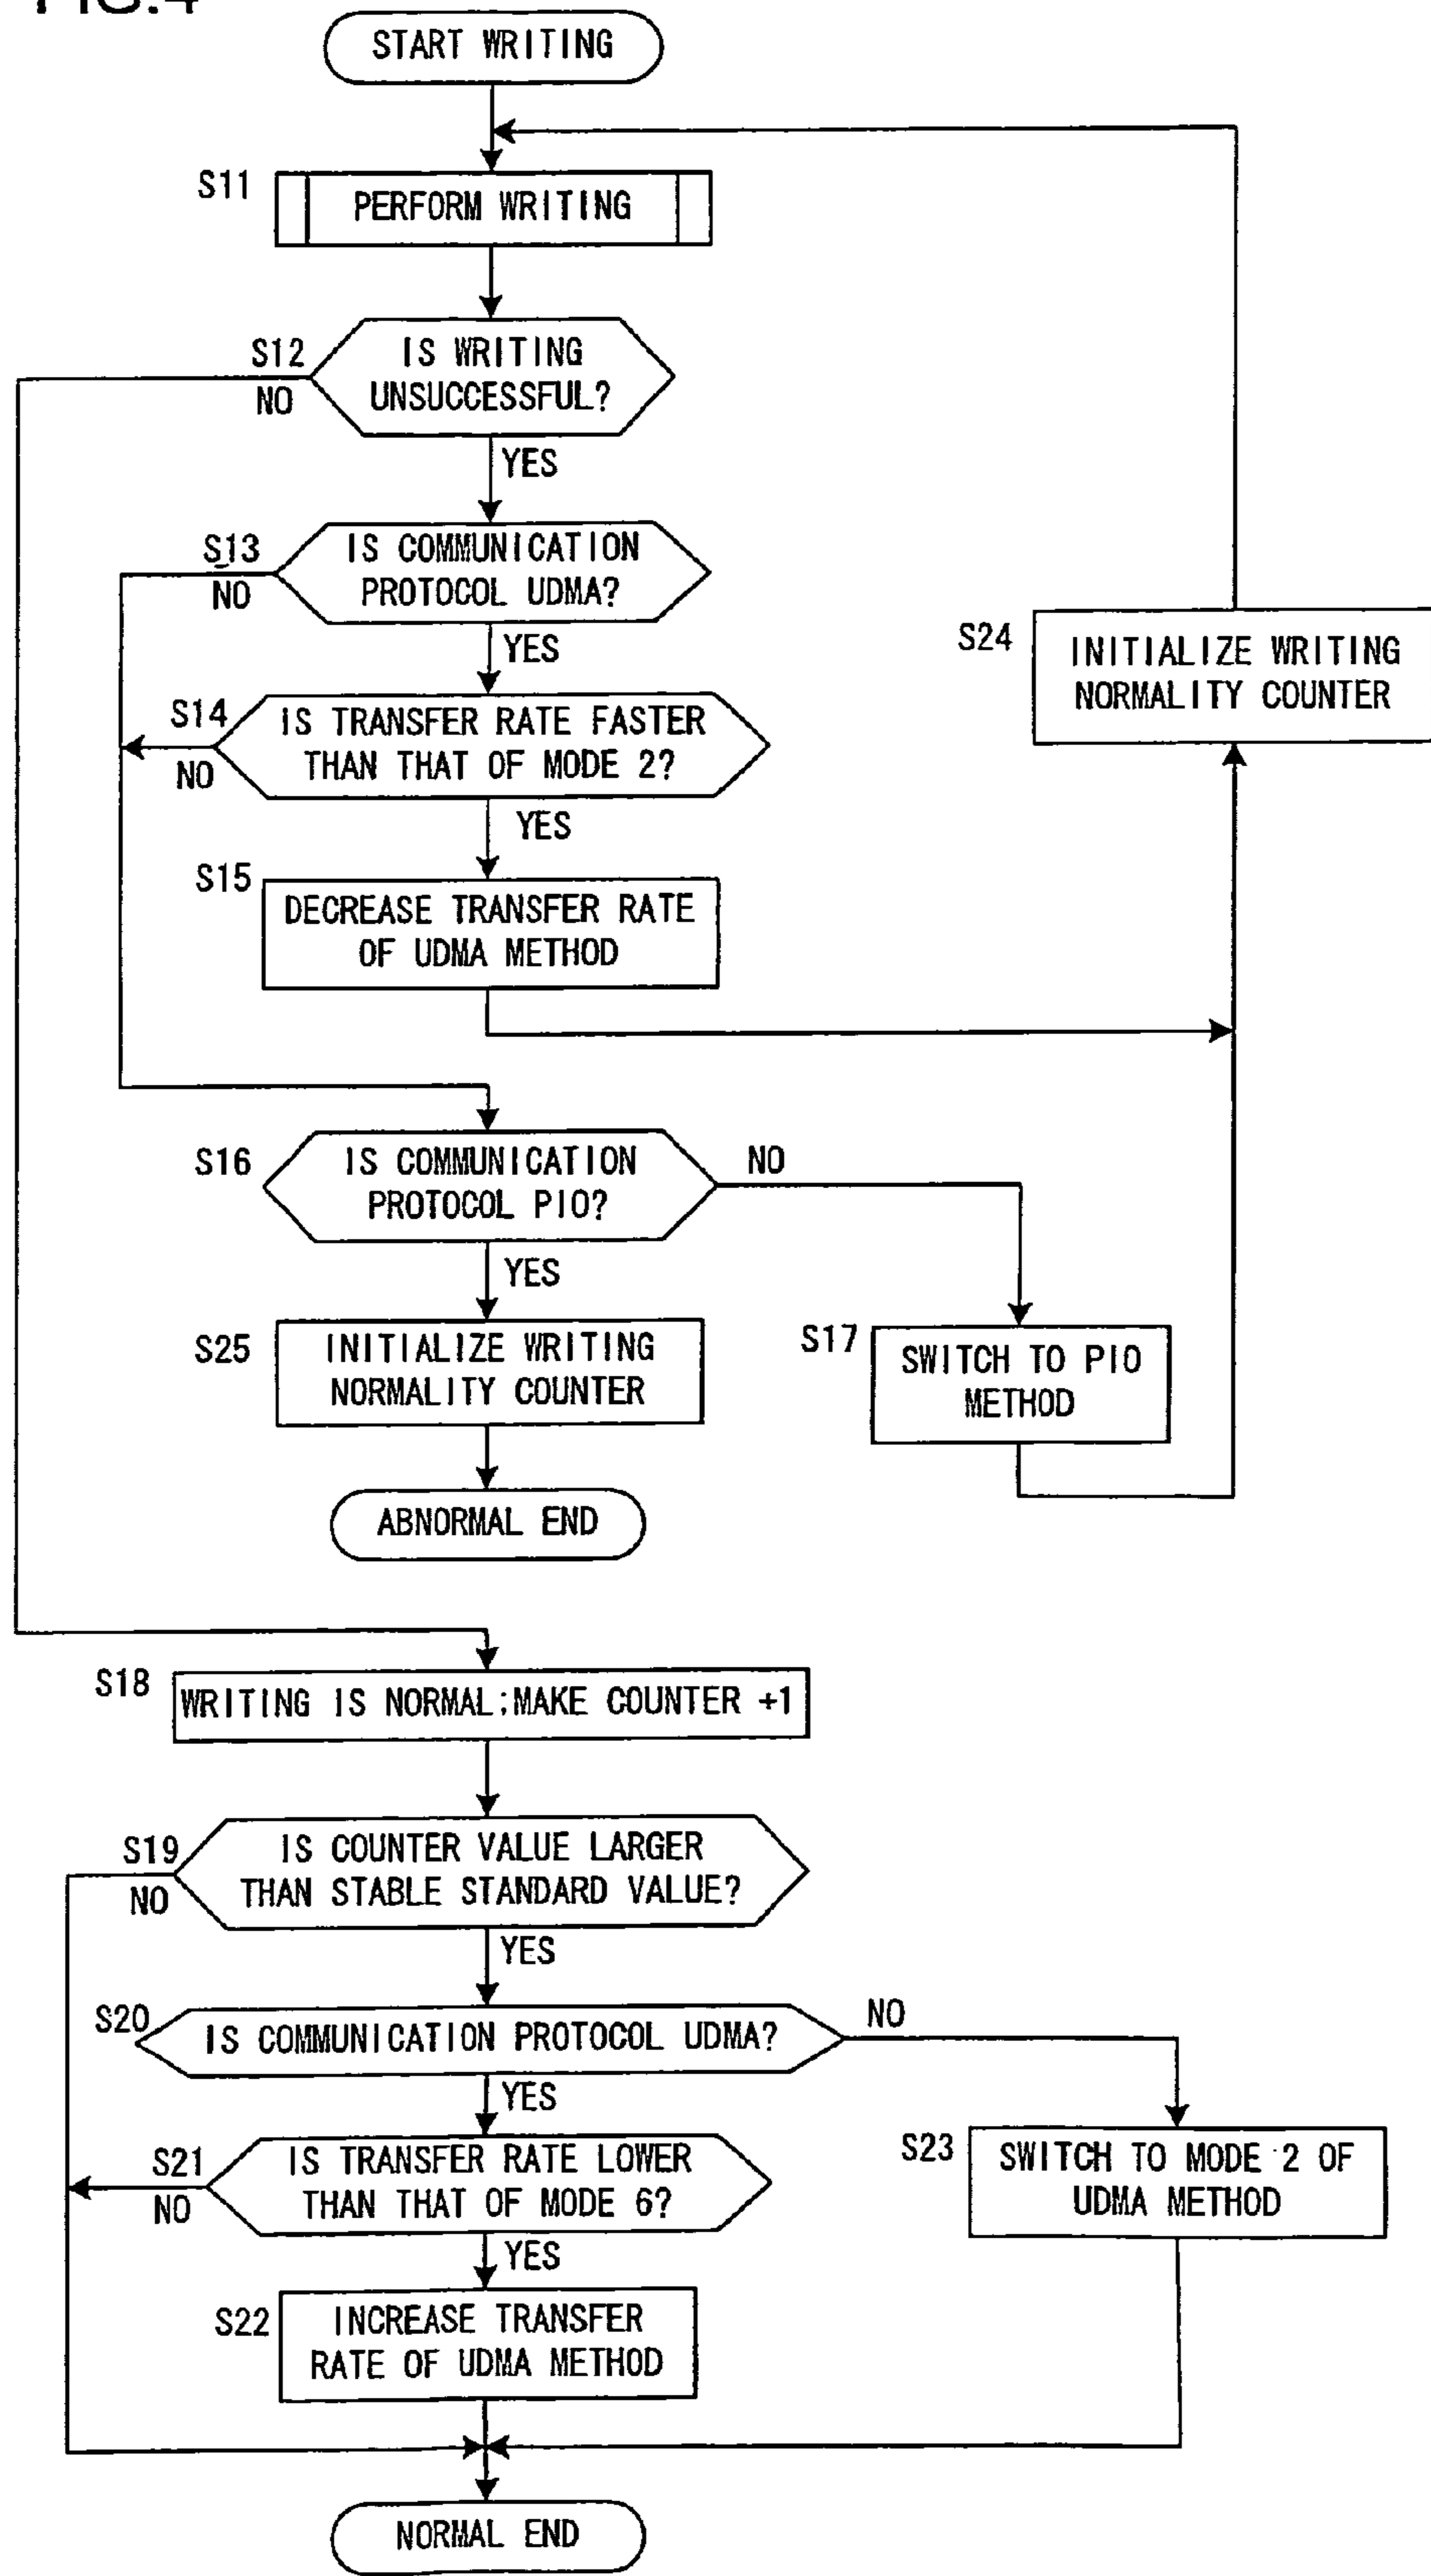 FIG.4
START WRITING
S11
PERFORM WRITING
S12
IS WRITING
UNSUCCESSFUL?
NO
YES
S13
IS COMMUNICATION
PROTOCOL UDMA?
NO
YES
S24
INITIALIZE WRITING
NORMALITY COUNTER
S14
IS TRANSFER RATE FASTER
THAN THAT OF MODE 2?
NO
YES
S15
DECREASE TRANSFER RATE
OF UDMA METHOD
S16
IS COMMUNICATION
PROTOCOL PIO?
NO
YES
S25
INITIALIZE WRITING
NORMALITY COUNTER
S17
SWITCH TO PIO
METHOD
ABNORMAL END
S18
WRITING IS NORMAL;MAKE COUNTER +1
S19
IS COUNTER VALUE LARGER
THAN STABLE STANDARD VALUE?
NO
YES
S20
IS COMMUNICATION PROTOCOL UDMA?
NO
YES
S21
IS TRANSFER RATE LOWER
THAN THAT OF MODE 6?
NO
YES
S23
SWITCH TO MODE 2 OF
UDMA METHOD
S22
INCREASE TRANSFER
RATE OF UDMA METHOD
NORMAL END